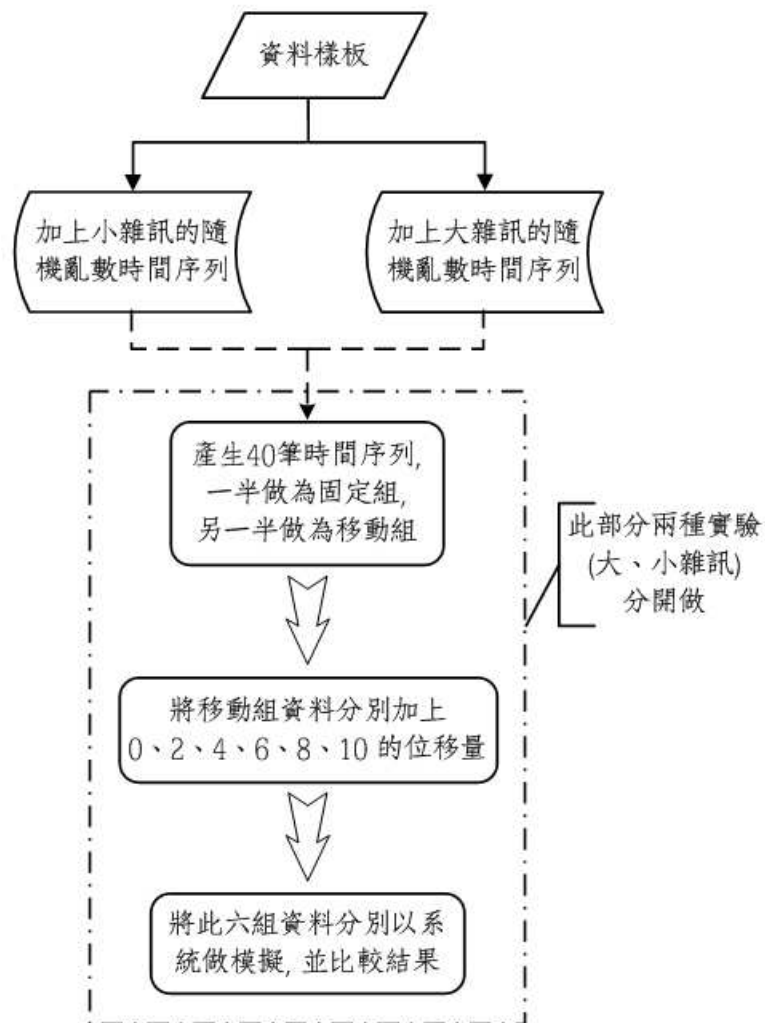 資料樣板
加上小雜訊的隨
機亂數時間序列
加上大雜訊的隨
機亂數時間序列
產生40筆時間序列,
一半做為固定組,
另一半做為移動組
此部分兩種實驗
(大、小雜訊)
分開做
將移動組資料分別加上
0、2、4、6、8、10 的位移量
將此六組資料分別以系
統做模擬, 並比較結果